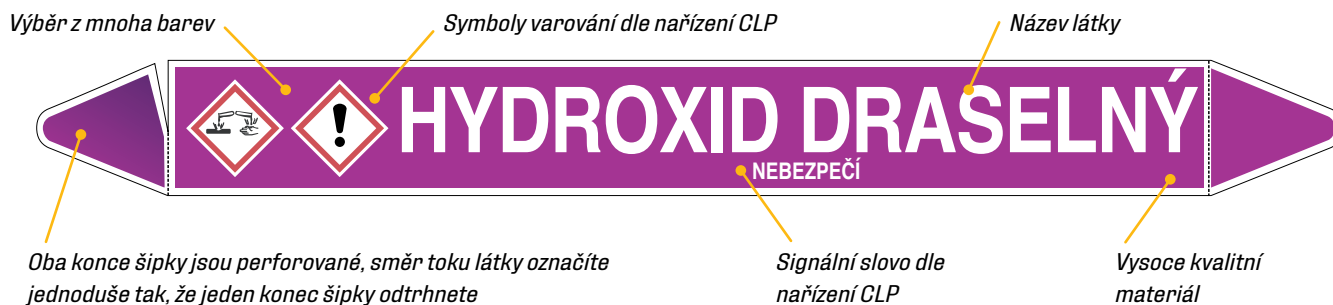 Výběr z mnoha barev
Symboly varování dle nařízení CLP
Název látky
HYDROXID DRASELNÝ
NEBEZPEČÍ
Oba konce šipky jsou perforované, směr toku látky označíte
jednoduše tak, že jeden konec šipky odtrhnete
Signální slovo dle
nařízení CLP
Vysoce kvalitní
materiál